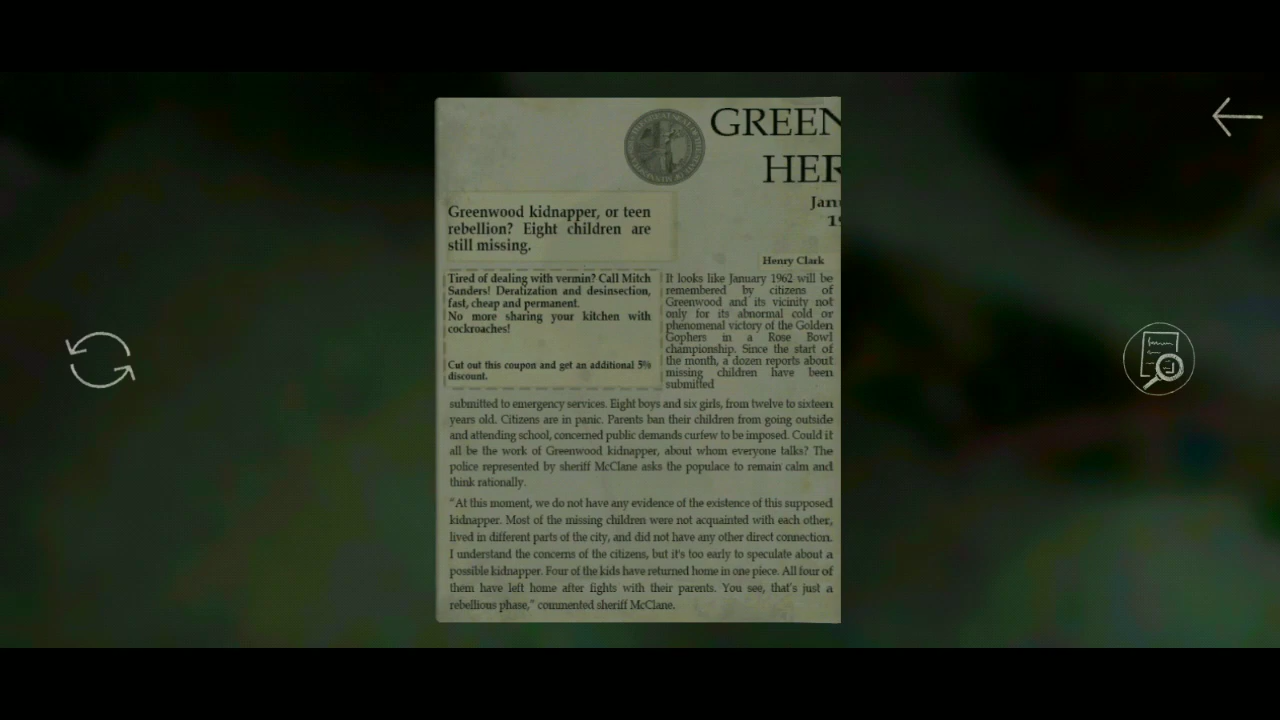 GREEN
HER
Janu
19
Greenwood kidnapper, or teen
rebellion? Eight children are
still missing.
Henry Clark
Tired of dealing with vermin? Call Mitch
Sanders! Deratization and desinsection,
fast, cheap and permanent.
No more sharing your kitchen with
cockroaches!
Cut out this coupon and get an additional 5%
discount.
It looks like January 1962 will be
remembered by citizens of
Greenwood and its vicinity not
only for its abnormal cold or
phenomenal victory of the Golden
Gophers in a Rose Bowl
championship. Since the start of
the month, a dozen reports about
missing children have been
submitted
submitted to emergency services. Eight boys and six girls, from twelve to sixteen
years old. Citizens are in panic. Parents ban their children from going outside
and attending school, concerned public demands curfew to be imposed. Could it
all be the work of Greenwood kidnapper, about whom everyone talks? The
police represented by sheriff McClane asks the populace to remain calm and
think rationally.
"At this moment, we do not have any evidence of the existence of this supposed
kidnapper. Most of the missing children were not acquainted with each other,
lived in different parts of the city, and did not have any other direct connection.
I understand the concerns of the citizens, but it's too early to speculate about a
possible kidnapper. Four of the kids have returned home in one piece. All four of
them have left home after fights with their parents. You see, that's just a
rebellious phase," commented sheriff McClane.